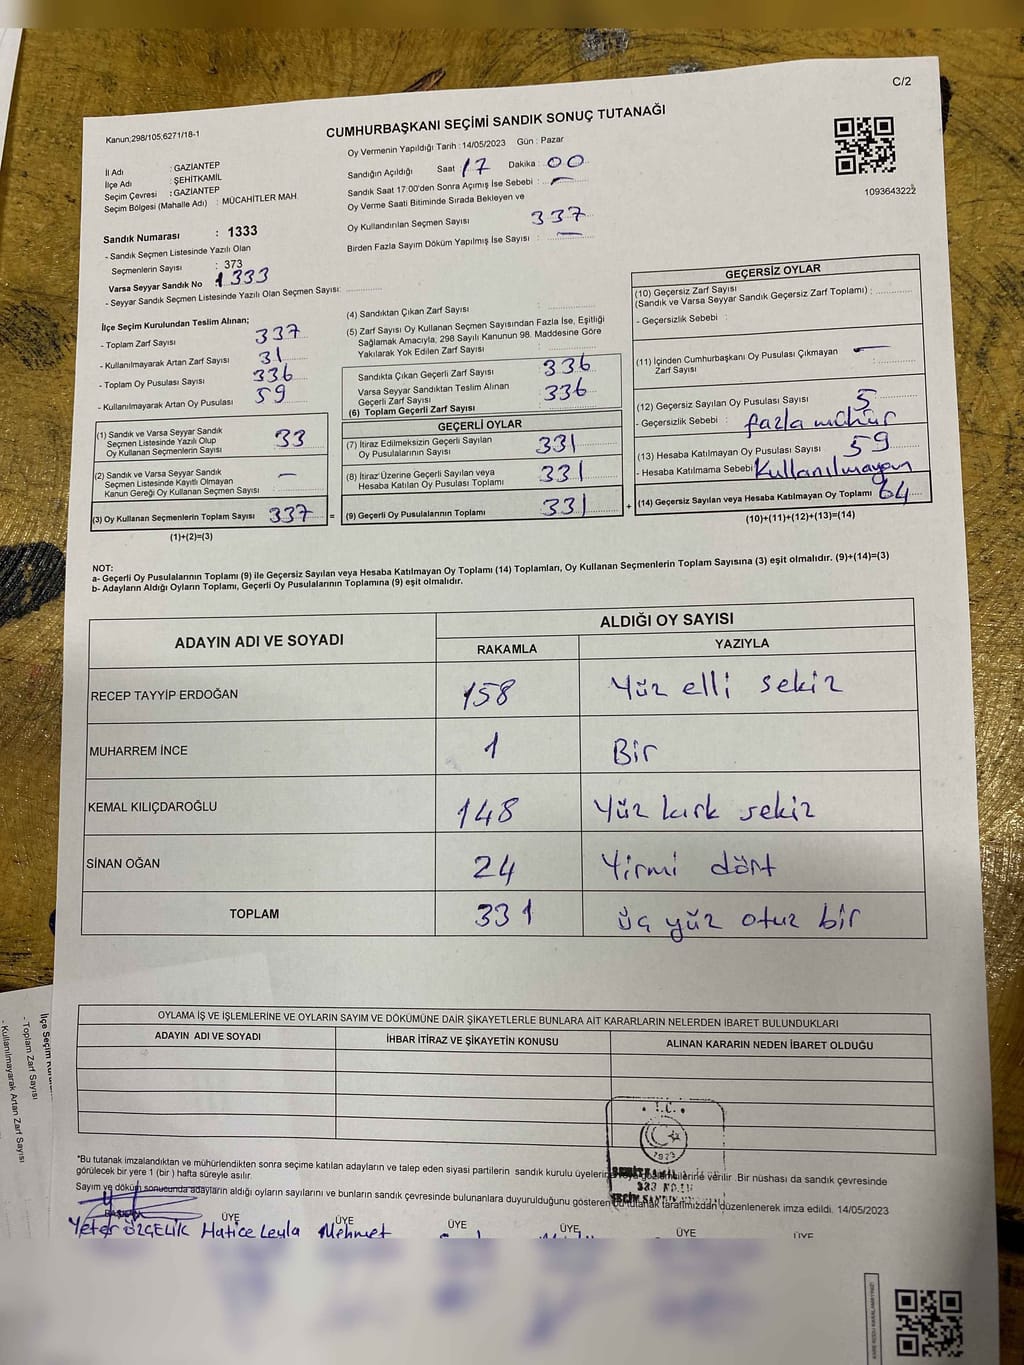 C/2
Kanun;298/105,6271/18-1
CUMHURBAŞKANI SEÇİMİ SANDIK SONUÇ TUTANAĞI
Oy Vermenin Yapıldığı Tarih : 14/05/2023 Gün : Pazar
İl Adı : GAZİANTEP
İlçe Adı : ŞEHİTKAMİL
Seçim Çevresi : GAZİANTEP
Seçim Bölgesi (Mahalle Adı) : MÜCAHİTLER MAH
Sandığın Açıldığı Saat 17 Dakika : 00
Sandık Saat 17:00'den Sonra Açımış İse Sebebi : —
Oy Verme Saati Bitiminde Sırada Bekleyen ve
Oy Kullandırılan Seçmen Sayısı 337
Birden Fazla Sayım Döküm Yapılmış İse Sayısı : —
1093643222
Sandık Numarası : 1333
- Sandık Seçmen Listesinde Yazılı Olan
Seçmenlerin Sayısı : 373
Varsa Seyyar Sandık No 1333
- Seyyar Sandık Seçmen Listesinde Yazılı Olan Seçmen Sayısı:
İlçe Seçim Kurulundan Teslim Alınan;
- Toplam Zarf Sayısı 337
- Kullanılmayarak Artan Zarf Sayısı 31
- Toplam Oy Pusulası Sayısı 336
- Kullanılmayarak Artan Oy Pusulası 59
(1) Sandık ve Varsa Seyyar Sandık
Seçmen Listesinde Yazılı Olup
Oy Kullanan Seçmenlerin Sayısı 33
(2) Sandık ve Varsa Seyyar Sandık
Seçmen Listesinde Kayıtlı Olmayan
Kanun Gereği Oy Kullanan Seçmen Sayısı —
(3) Oy Kullanan Seçmenlerin Toplam Sayısı 337 =
(1)+(2)=(3)
(4) Sandıktan Çıkan Zarf Sayısı :
(5) Zarf Sayısı Oy Kullanan Seçmen Sayısından Fazla İse, Eşitliği
Sağlamak Amacıyla; 298 Sayılı Kanunun 98. Maddesine Göre
Yakılarak Yok Edilen Zarf Sayısı :
Sandıkta Çıkan Geçerli Zarf Sayısı 336
Varsa Seyyar Sandıktan Teslim Alınan
Geçerli Zarf Sayısı 336
(6) Toplam Geçerli Zarf Sayısı
GEÇERLİ OYLAR
(7) İtiraz Edilmeksizin Geçerli Sayılan
Oy Pusulasının Sayısı 331
(8) İtiraz Üzerine Geçerli Sayılan veya
Hesaba Katılan Oy Pusulası Toplamı 331
(9) Geçerli Oy Pusulalarının Toplamı 331 +
GEÇERSİZ OYLAR
(10) Geçersiz Zarf Sayısı
(Sandık ve Varsa Seyyar Sandık Geçersiz Zarf Toplamı) :
- Geçersizlik Sebebi :
(11) İçinden Cumhurbaşkanı Oy Pusulası Çıkmayan
Zarf Sayısı —
(12) Geçersiz Sayılan Oy Pusulası Sayısı 5
- Geçersizlik Sebebi : fazla mühür
(13) Hesaba Katılmayan Oy Pusulası Sayısı 59
- Hesaba Katılmama Sebebi Kullanılmayan
(14) Geçersiz Sayılan veya Hesaba Katılmayan Oy Toplamı 64
(10)+(11)+(12)+(13)=(14)
NOT:
a- Geçerli Oy Pusulalarının Toplamı (9) ile Geçersiz Sayılan veya Hesaba Katılmayan Oy Toplamı (14) Toplamları, Oy Kullanan Seçmenlerin Toplam Sayısına (3) eşit olmalıdır. (9)+(14)=(3)
b- Adayların Aldığı Oyların Toplamı, Geçerli Oy Pusulalarının Toplamına (9) eşit olmalıdır.
ADAYIN ADI VE SOYADI
ALDIĞI OY SAYISI
RAKAMLA YAZIYLA
RECEP TAYYİP ERDOĞAN 158 Yüz elli sekiz
MUHARREM İNCE 1 Bir
KEMAL KILIÇDAROĞLU 148 Yüz kırk sekiz
SİNAN OĞAN 24 Yirmi dört
TOPLAM 331 üç yüz otuz bir
OYLAMA İŞ VE İŞLEMLERİNE VE OYLARIN SAYIM VE DÖKÜMÜNE DAİR ŞİKAYETLERLE BUNLARA AİT KARARLARIN NELERDEN İBARET BULUNDUKLARI
ADAYIN ADI VE SOYADI İHBAR İTİRAZ VE ŞİKAYETİN KONUSU ALINAN KARARIN NEDEN İBARET OLDUĞU
T.C.
1923
*Bu tutanak imzalandıktan ve mühürlendikten sonra seçime katılan adayların ve talep eden siyasi partilerin sandık kurulu üyelerine verilir .Bir nüshası da sandık çevresinde
görülecek bir yere 1 (bir ) hafta süreyle asılır.
Sayım ve döküm sonucunda adayların aldığı oyların sayılarını ve bunların sandık çevresinde bulunanlara duyurulduğunu gösteren bu tutanak tarafımızdan düzenlenerek imza edildi. 14/05/2023
BAŞKAN ÜYE ÜYE ÜYE ÜYE ÜYE ÜYE
Yeter ÖZÇELİK Hatice Leyla Mehmet
İlçe Seçim
- Toplam Zarf Sayısı
- Kullanılmayarak Artan Zarf Sayısı